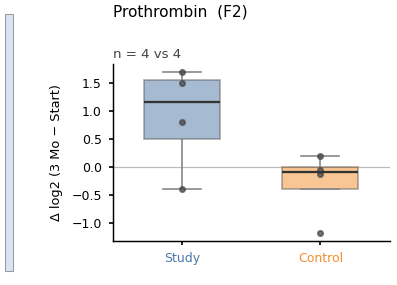 Prothrombin  (F2)
n = 4 vs 4
Δ log2 (3 Mo − Start)
1.5
1.0
0.5
0.0
−0.5
−1.0
Study
Control